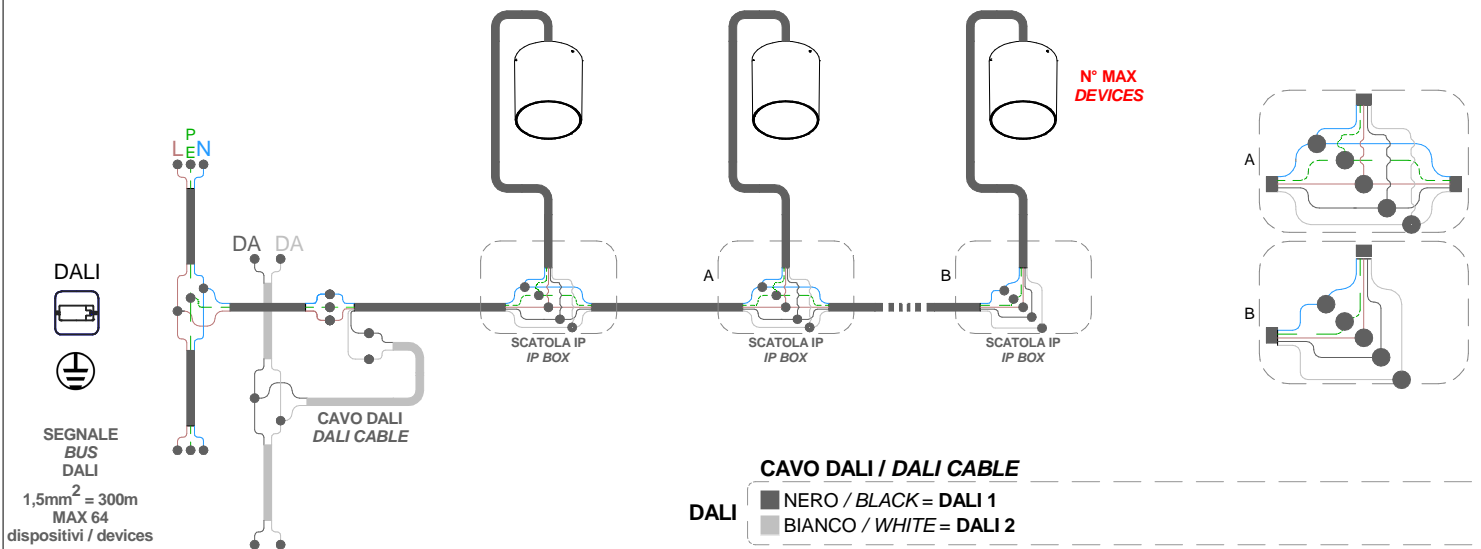 N° MAX
DEVICES
L PE N
DA DA
DALI
A
B
A
B
SCATOLA IP
IP BOX
SCATOLA IP
IP BOX
SCATOLA IP
IP BOX
CAVO DALI
DALI CABLE
SEGNALE
BUS
DALI
1,5mm² = 300m
MAX 64
dispositivi / devices
CAVO DALI / DALI CABLE
DALI
NERO / BLACK = DALI 1
BIANCO / WHITE = DALI 2